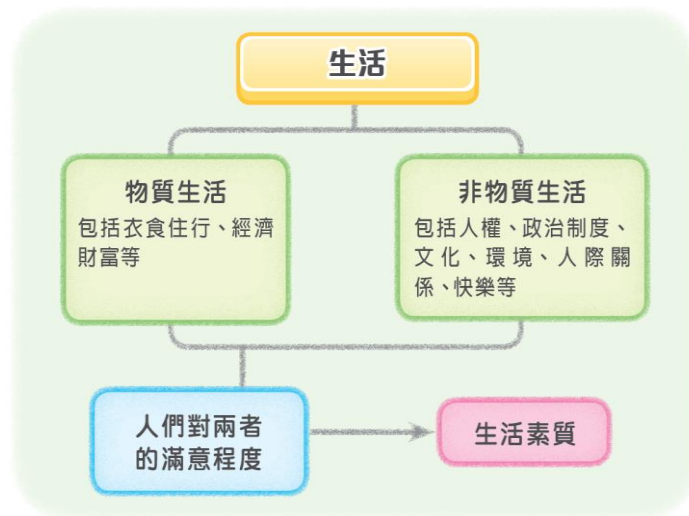 生活
物質生活
包括衣食住行、經濟
財富等
非物質生活
包括人權、政治制度、
文化、環境、人際關
係、快樂等
人們對兩者
的滿意程度
生活素質